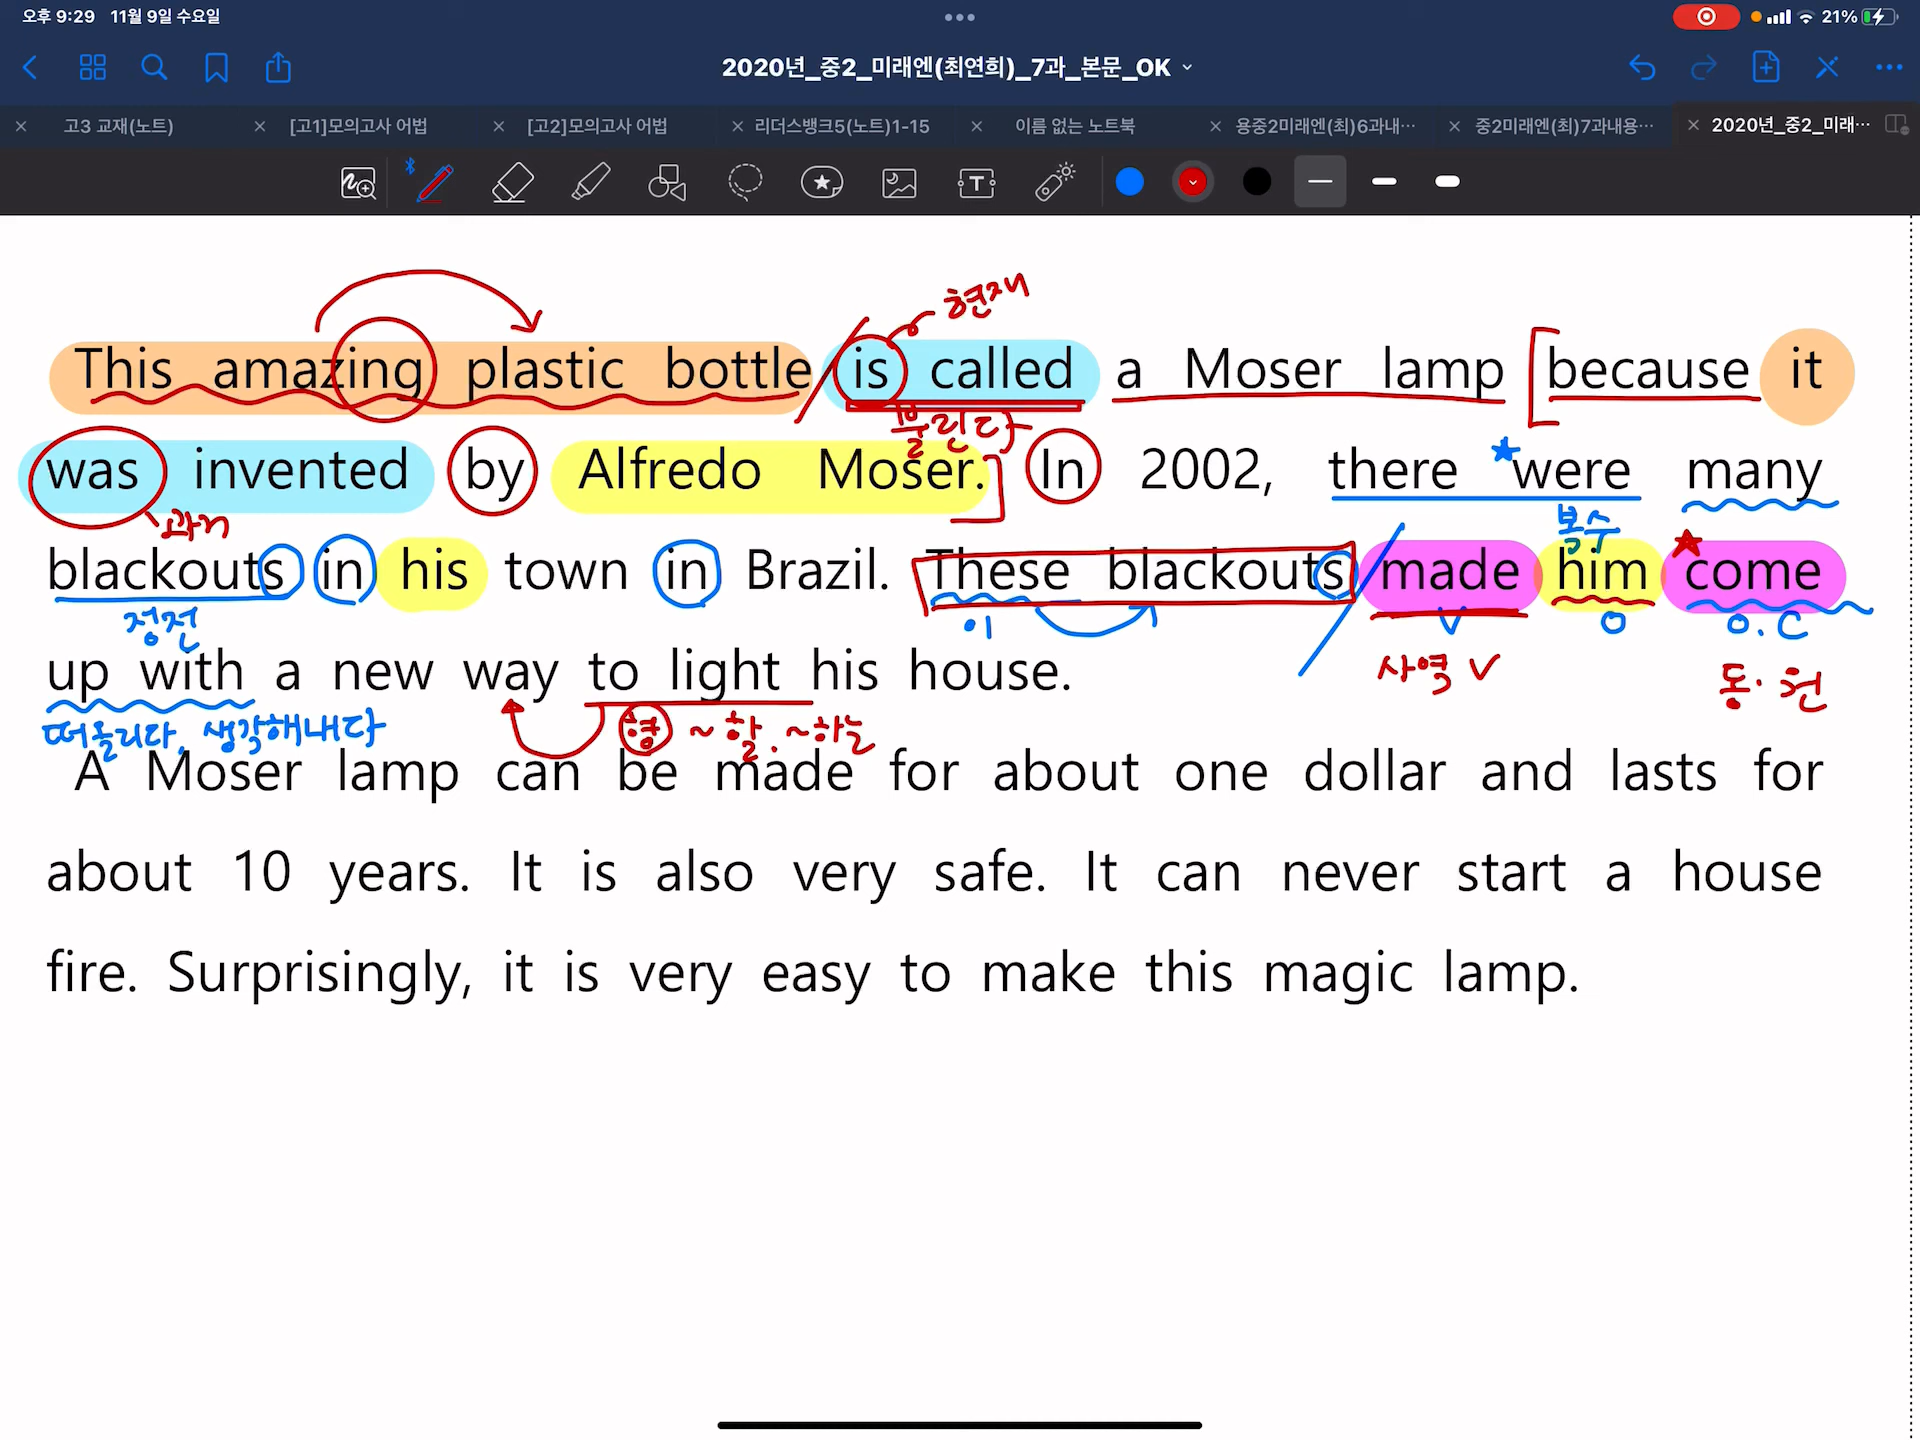 오후 9:29 11월 9일 수요일
21%
2020년_중2_미래엔(최연희)_7과_본문_OK
고3 교재(노트) [고1]모의고사 어법 [고2]모의고사 어법 리더스뱅크5(노트)1-15 이름 없는 노트북 용중2미래엔(최)6과내… 중2미래엔(최)7과내용… 2020년_중2_미래…
현재
This amazing plastic bottle is called a Moser lamp because it
불린다
was invented by Alfredo Moser. In 2002, there were many
과거 복수
blackouts in his town in Brazil. These blackouts made him come
정전 이 V O O.C
up with a new way to light his house.
사역 V 동.원
떠올리다, 생각해내다 형 ~할. ~하는
A Moser lamp can be made for about one dollar and lasts for
about 10 years. It is also very safe. It can never start a house
fire. Surprisingly, it is very easy to make this magic lamp.